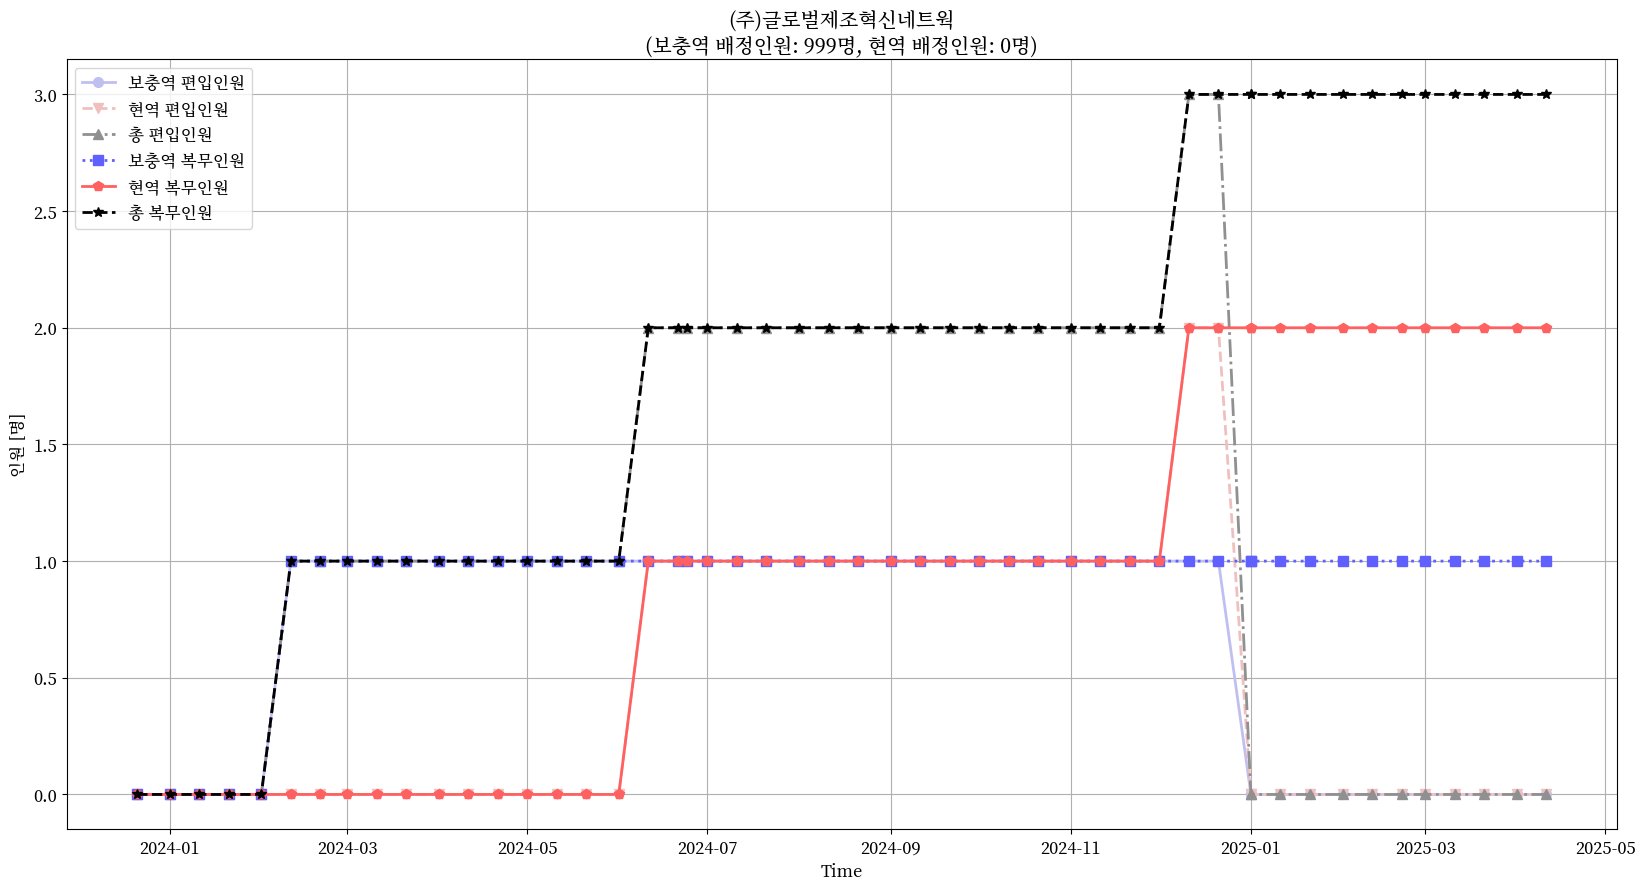 (주)글로벌제조혁신네트웍
(보충역 배정인원: 999명, 현역 배정인원: 0명)
보충역 편입인원
현역 편입인원
총 편입인원
보충역 복무인원
현역 복무인원
총 복무인원
3.0
2.5
2.0
1.5
1.0
0.5
0.0
인원 [명]
2024-01
2024-03
2024-05
2024-07
2024-09
2024-11
2025-01
2025-03
2025-05
Time